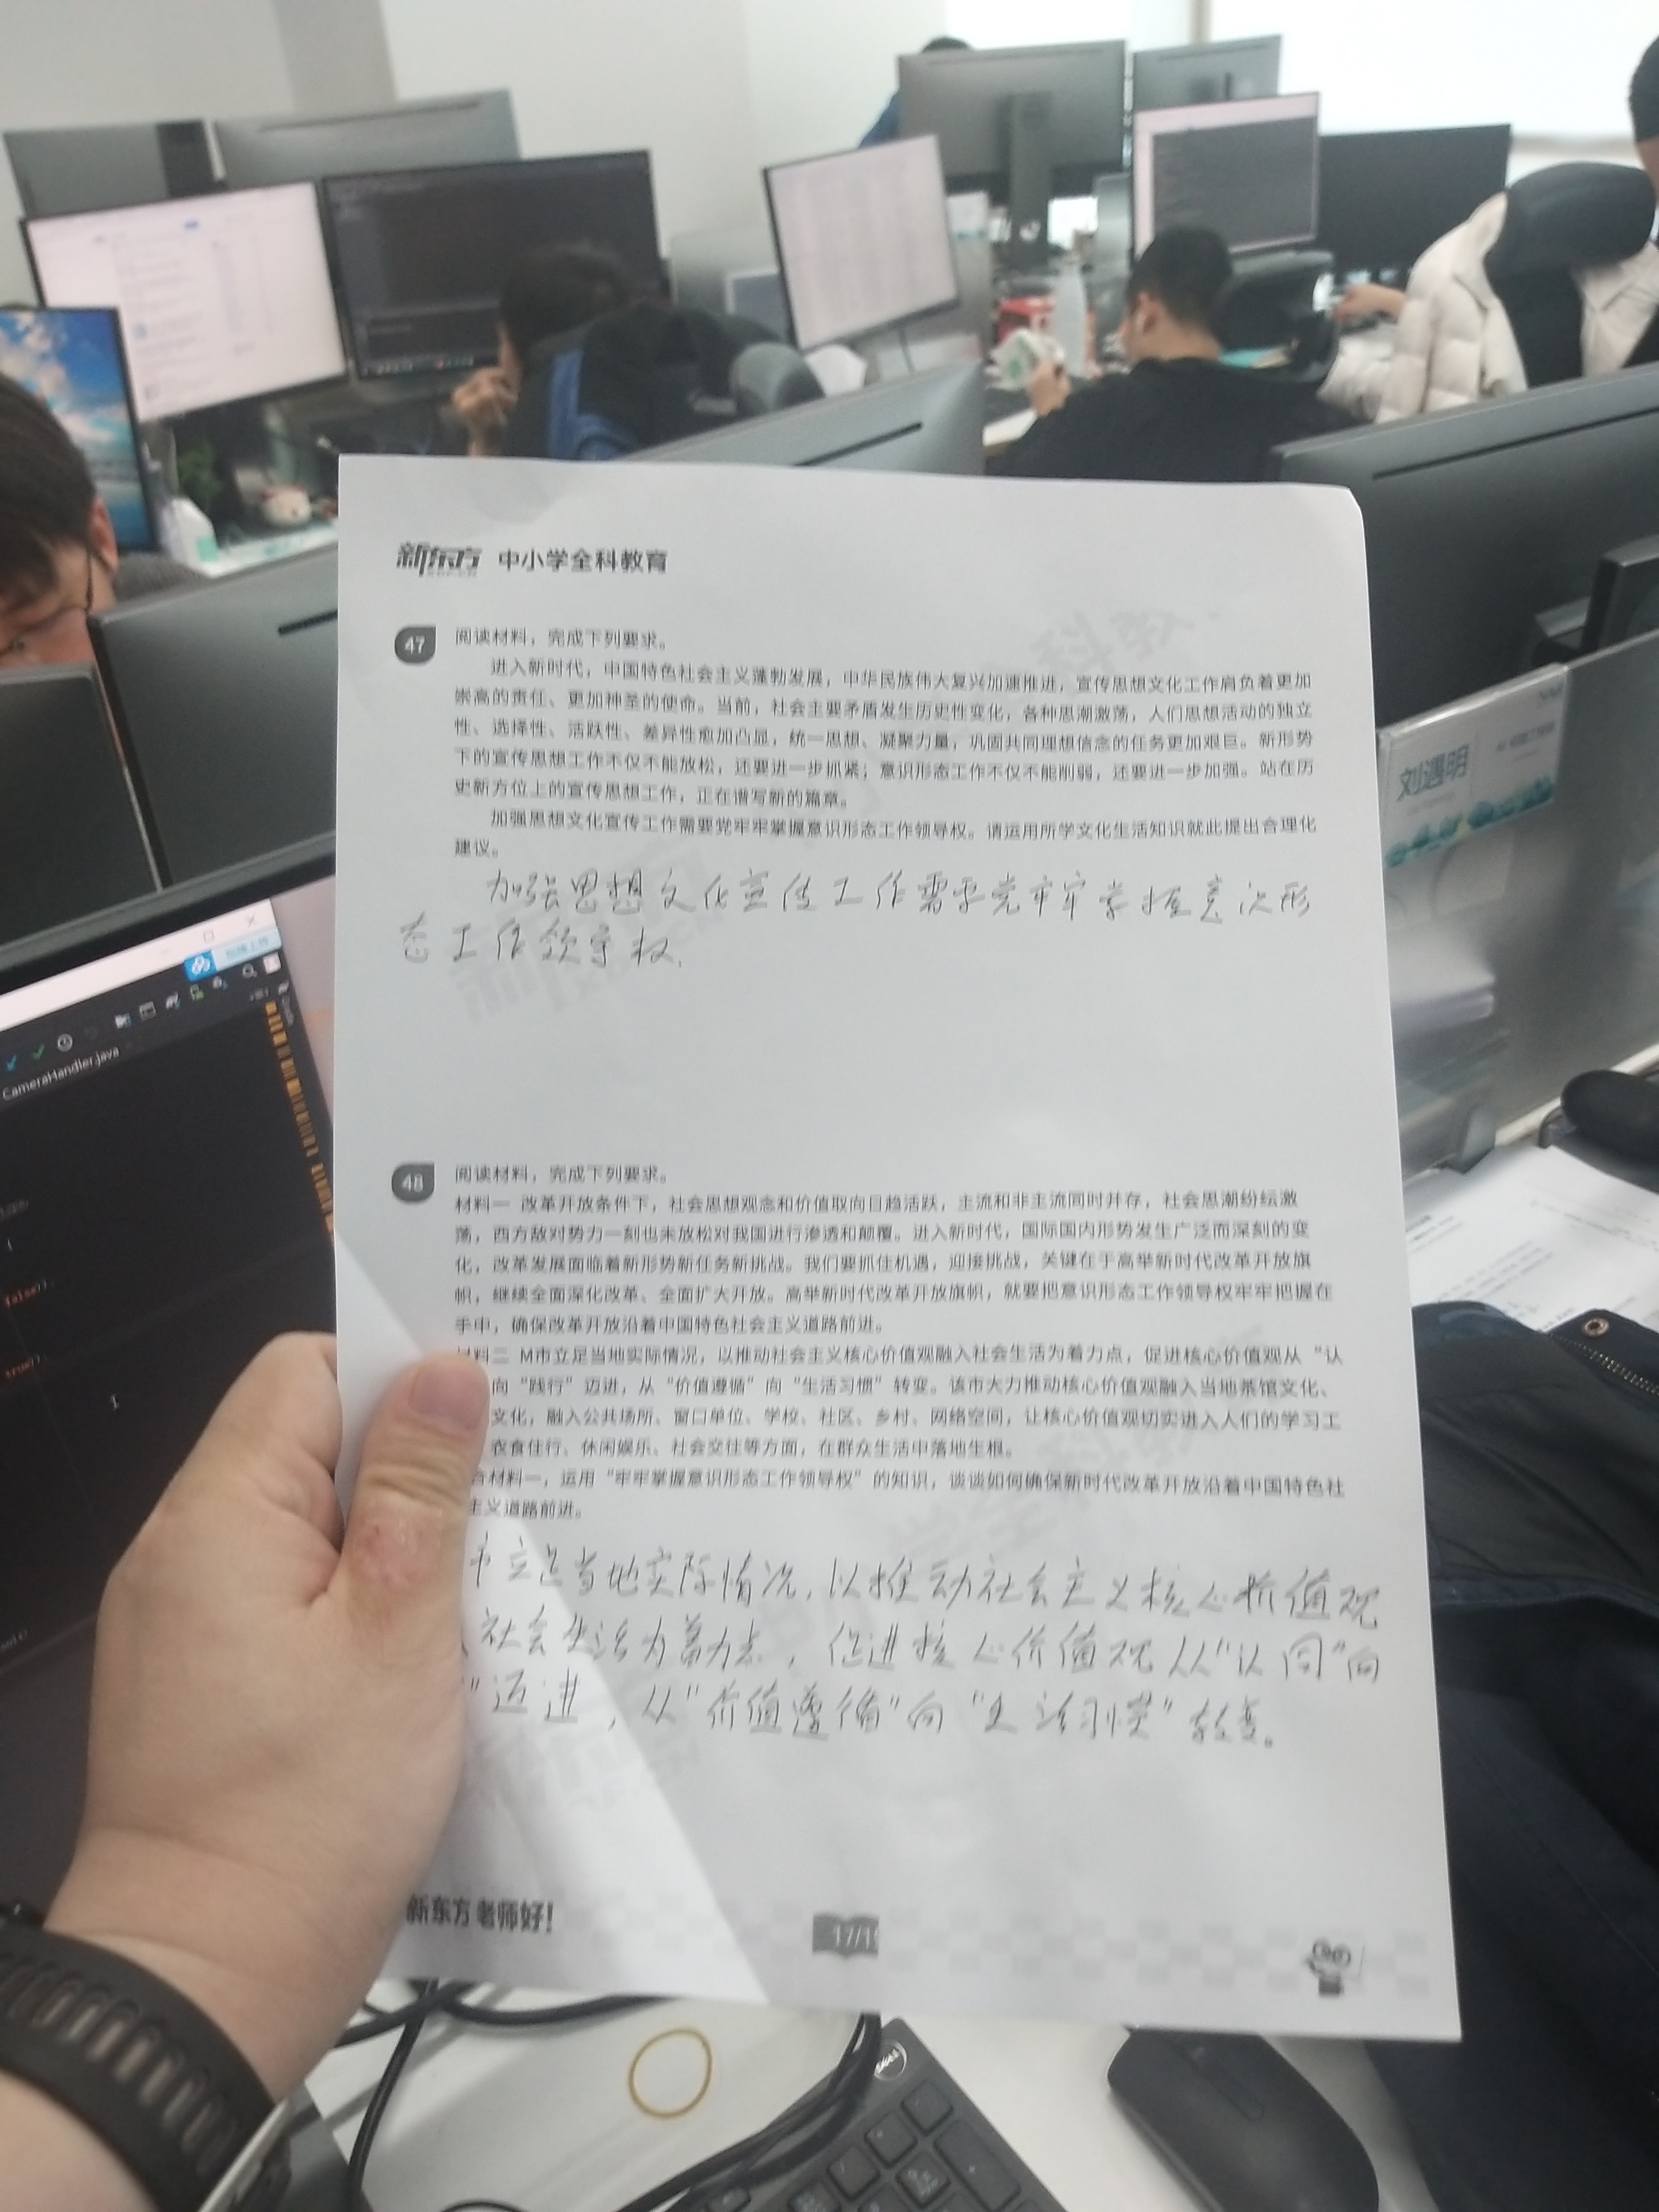 新东方 中小学全科教育
47 阅读材料，完成下列要求。
进入新时代，中国特色社会主义蓬勃发展，中华民族伟大复兴加速推进，宣传思想文化工作肩负着更加
崇高的责任、更加神圣的使命。当前，社会主要矛盾发生历史性变化，各种思潮激荡，人们思想活动的独立
性、选择性、活跃性、差异性愈加凸显，统一思想、凝聚力量，巩固共同理想信念的任务更加艰巨。新形势
下的宣传思想工作不仅不能放松，还要进一步抓紧；意识形态工作不仅不能削弱，还要进一步加强。站在历
史新方位上的宣传思想工作，正在谱写新的篇章。
加强思想文化宣传工作需要党牢牢掌握意识形态工作领导权。请运用所学文化生活知识就此提出合理化
建议。
加强思想文化宣传工作需要党牢牢掌握意识形
态工作领导权.
48 阅读材料，完成下列要求。
材料一 改革开放条件下，社会思想观念和价值取向日趋活跃，主流和非主流同时并存，社会思潮纷纭激
荡，西方敌对势力一刻也未放松对我国进行渗透和颠覆。进入新时代，国际国内形势发生广泛而深刻的变
化，改革发展面临着新形势新任务新挑战。我们要抓住机遇，迎接挑战，关键在于高举新时代改革开放旗
帜，继续全面深化改革、全面扩大开放。高举新时代改革开放旗帜，就要把意识形态工作领导权牢牢把握在
手中，确保改革开放沿着中国特色社会主义道路前进。
料二 M市立足当地实际情况，以推动社会主义核心价值观融入社会生活为着力点，促进核心价值观从“认
向“践行”迈进，从“价值遵循”向“生活习惯”转变。该市大力推动核心价值观融入当地茶馆文化、
文化，融入公共场所、窗口单位、学校、社区、乡村、网络空间，让核心价值观切实进入人们的学习工
衣食住行、休闲娱乐、社会交往等方面，在群众生活中落地生根。
合材料一，运用“牢牢掌握意识形态工作领导权”的知识，谈谈如何确保新时代改革开放沿着中国特色社
主义道路前进。
市立足当地实际情况,以推动社会主义核心价值观
社会生活为着力点，促进核心价值观从“认同”向
”迈进，从“价值遵循”向“生活习惯”转变。
新东方老师好！
17/1
刘遇明
CameraHandler.java
false
true